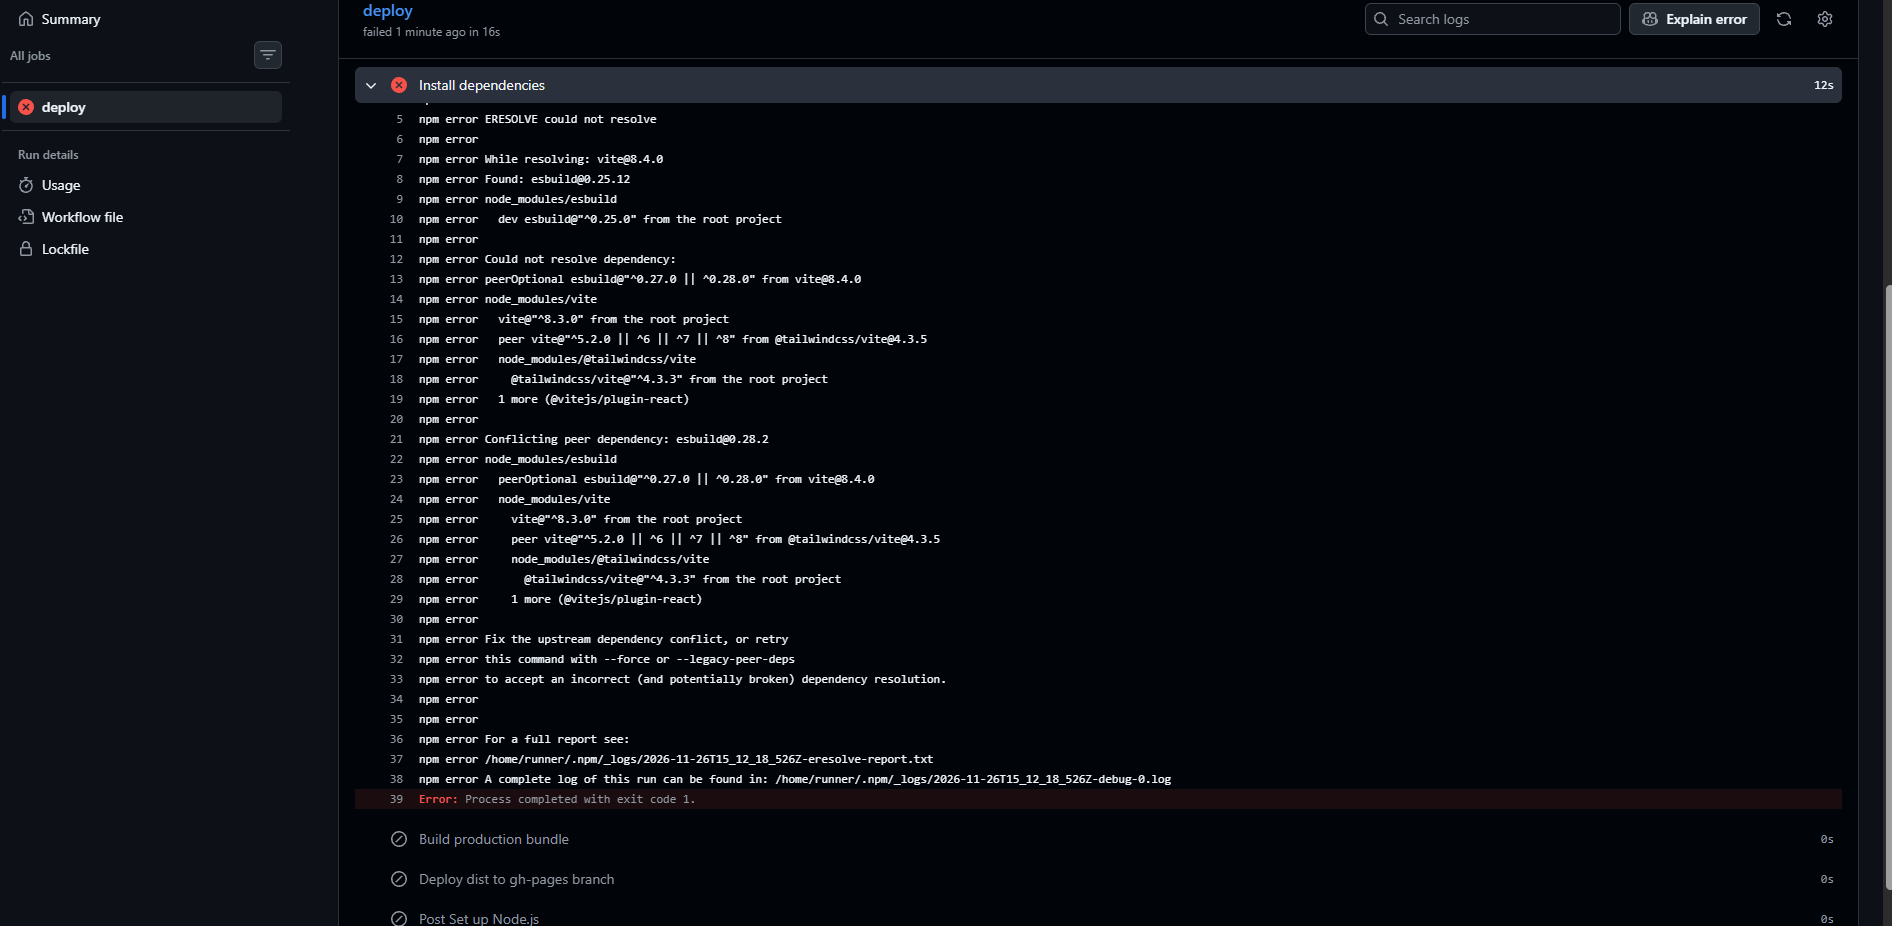 Summary
All jobs
deploy
Run details
Usage
Workflow file
Lockfile
deploy
failed 1 minute ago in 16s
Search logs
Explain error
Install dependencies
12s
5 npm error ERESOLVE could not resolve
6 npm error
7 npm error While resolving: vite@8.4.0
8 npm error Found: esbuild@0.25.12
9 npm error node_modules/esbuild
10 npm error   dev esbuild@"^0.25.0" from the root project
11 npm error
12 npm error Could not resolve dependency:
13 npm error peerOptional esbuild@"^0.27.0 || ^0.28.0" from vite@8.4.0
14 npm error node_modules/vite
15 npm error   vite@"^8.3.0" from the root project
16 npm error   peer vite@"^5.2.0 || ^6 || ^7 || ^8" from @tailwindcss/vite@4.3.5
17 npm error   node_modules/@tailwindcss/vite
18 npm error     @tailwindcss/vite@"^4.3.3" from the root project
19 npm error   1 more (@vitejs/plugin-react)
20 npm error
21 npm error Conflicting peer dependency: esbuild@0.28.2
22 npm error node_modules/esbuild
23 npm error   peerOptional esbuild@"^0.27.0 || ^0.28.0" from vite@8.4.0
24 npm error   node_modules/vite
25 npm error     vite@"^8.3.0" from the root project
26 npm error     peer vite@"^5.2.0 || ^6 || ^7 || ^8" from @tailwindcss/vite@4.3.5
27 npm error     node_modules/@tailwindcss/vite
28 npm error       @tailwindcss/vite@"^4.3.3" from the root project
29 npm error     1 more (@vitejs/plugin-react)
30 npm error
31 npm error Fix the upstream dependency conflict, or retry
32 npm error this command with --force or --legacy-peer-deps
33 npm error to accept an incorrect (and potentially broken) dependency resolution.
34 npm error
35 npm error
36 npm error For a full report see:
37 npm error /home/runner/.npm/_logs/2026-11-26T15_12_18_526Z-eresolve-report.txt
38 npm error A complete log of this run can be found in: /home/runner/.npm/_logs/2026-11-26T15_12_18_526Z-debug-0.log
39 Error: Process completed with exit code 1.
Build production bundle
0s
Deploy dist to gh-pages branch
0s
Post Set up Node.js
0s